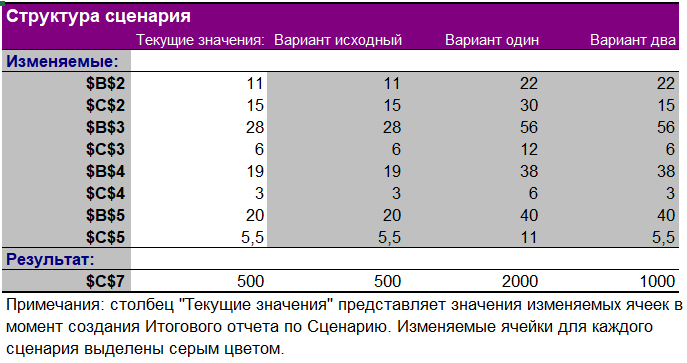 Структура сценария
Текущие значения: Вариант исходный Вариант один Вариант два
Изменяемые:
$B$2 11 11 22 22
$C$2 15 15 30 15
$B$3 28 28 56 56
$C$3 6 6 12 6
$B$4 19 19 38 38
$C$4 3 3 6 3
$B$5 20 20 40 40
$C$5 5,5 5,5 11 5,5
Результат:
$C$7 500 500 2000 1000
Примечания: столбец "Текущие значения" представляет значения изменяемых ячеек в
момент создания Итогового отчета по Сценарию. Изменяемые ячейки для каждого
сценария выделены серым цветом.